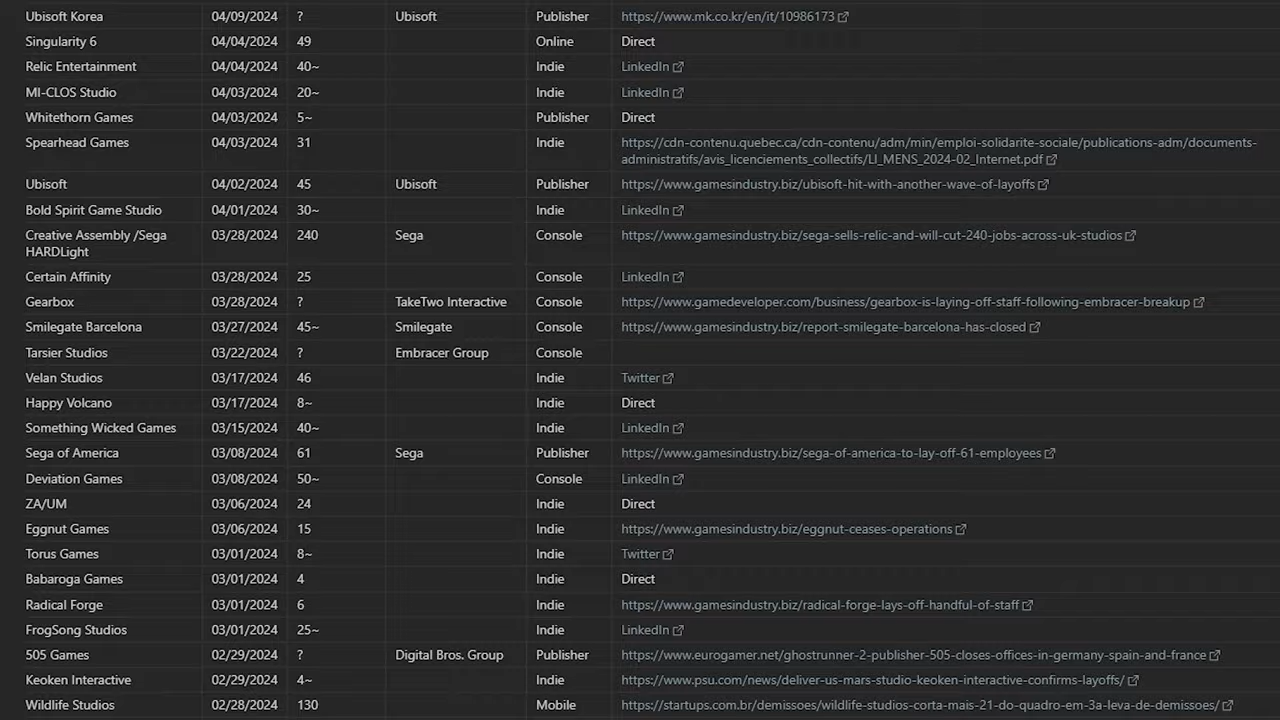 Ubisoft Korea 04/09/2024 ? Ubisoft Publisher https://www.mk.co.kr/en/it/10986173
Singularity 6 04/04/2024 49 Online Direct
Relic Entertainment 04/04/2024 40~ Indie LinkedIn
MI-CLOS Studio 04/03/2024 20~ Indie LinkedIn
Whitethorn Games 04/03/2024 5~ Publisher Direct
Spearhead Games 04/03/2024 31 Indie https://cdn-contenu.quebec.ca/cdn-contenu/adm/min/emploi-solidarite-sociale/publications-adm/documents-
administratifs/avis_licenciements_collectifs/LI_MENS_2024-02_Internet.pdf
Ubisoft 04/02/2024 45 Ubisoft Publisher https://www.gamesindustry.biz/ubisoft-hit-with-another-wave-of-layoffs
Bold Spirit Game Studio 04/01/2024 30~ Indie LinkedIn
Creative Assembly /Sega 03/28/2024 240 Sega Console https://www.gamesindustry.biz/sega-sells-relic-and-will-cut-240-jobs-across-uk-studios
HARDLight
Certain Affinity 03/28/2024 25 Console LinkedIn
Gearbox 03/28/2024 ? TakeTwo Interactive Console https://www.gamedeveloper.com/business/gearbox-is-laying-off-staff-following-embracer-breakup
Smilegate Barcelona 03/27/2024 45~ Smilegate Console https://www.gamesindustry.biz/report-smilegate-barcelona-has-closed
Tarsier Studios 03/22/2024 ? Embracer Group Console
Velan Studios 03/17/2024 46 Indie Twitter
Happy Volcano 03/17/2024 8~ Indie Direct
Something Wicked Games 03/15/2024 40~ Indie LinkedIn
Sega of America 03/08/2024 61 Sega Publisher https://www.gamesindustry.biz/sega-of-america-to-lay-off-61-employees
Deviation Games 03/08/2024 50~ Console LinkedIn
ZA/UM 03/06/2024 24 Indie Direct
Eggnut Games 03/06/2024 15 Indie https://www.gamesindustry.biz/eggnut-ceases-operations
Torus Games 03/01/2024 8~ Indie Twitter
Babaroga Games 03/01/2024 4 Indie Direct
Radical Forge 03/01/2024 6 Indie https://www.gamesindustry.biz/radical-forge-lays-off-handful-of-staff
FrogSong Studios 03/01/2024 25~ Indie LinkedIn
505 Games 02/29/2024 ? Digital Bros. Group Publisher https://www.eurogamer.net/ghostrunner-2-publisher-505-closes-offices-in-germany-spain-and-france
Keoken Interactive 02/29/2024 4~ Indie https://www.psu.com/news/deliver-us-mars-studio-keoken-interactive-confirms-layoffs/
Wildlife Studios 02/28/2024 130 Mobile https://startups.com.br/demissoes/wildlife-studios-corta-mais-21-do-quadro-em-3a-leva-de-demissoes/